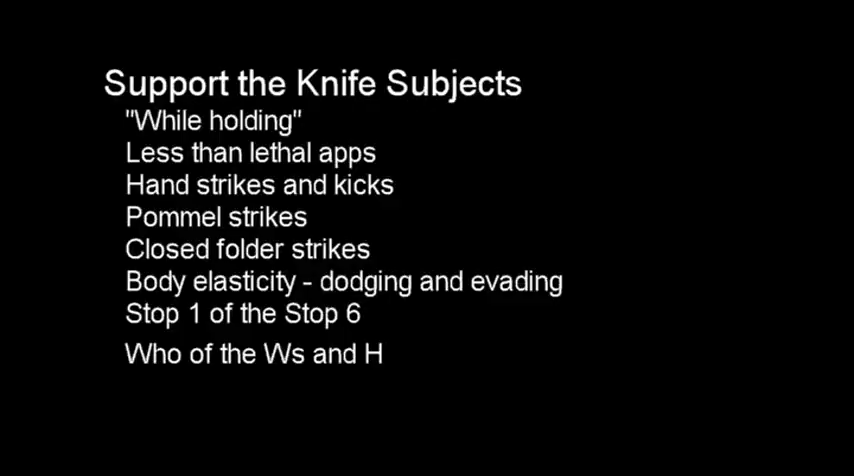 Support the Knife Subjects
"While holding"
Less than lethal apps
Hand strikes and kicks
Pommel strikes
Closed folder strikes
Body elasticity - dodging and evading
Stop 1 of the Stop 6
Who of the Ws and H